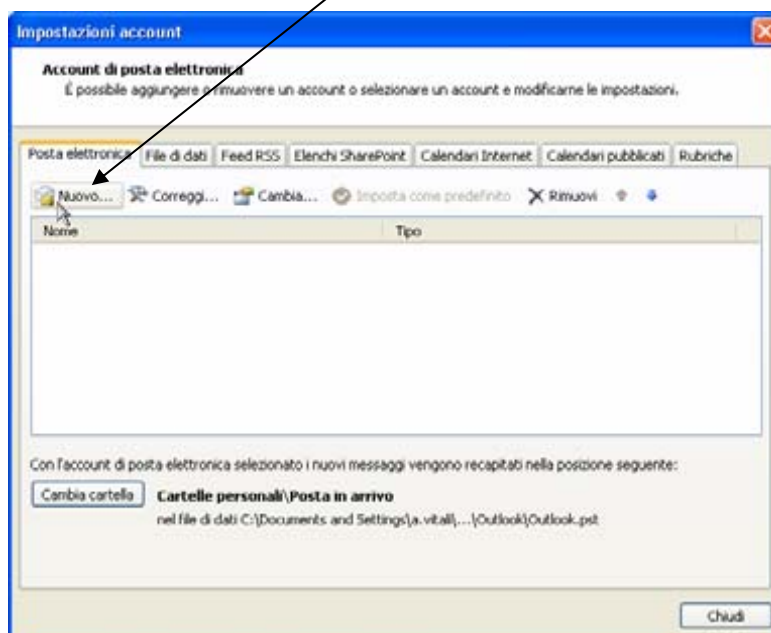 Impostazioni account
Account di posta elettronica
È possibile aggiungere o rimuovere un account o selezionare un account e modificarne le impostazioni.
Posta elettronica File di dati Feed RSS Elenchi SharePoint Calendari Internet Calendari pubblicati Rubriche
Nuovo... Correggi... Cambia... Imposta come predefinito Rimuovi
Nome Tipo
Con l'account di posta elettronica selezionato i nuovi messaggi vengono recapitati nella posizione seguente:
Cambia cartella Cartelle personali\Posta in arrivo
nel file di dati C:\Documents and Settings\a.vitali\...\Outlook\Outlook.pst
Chiudi